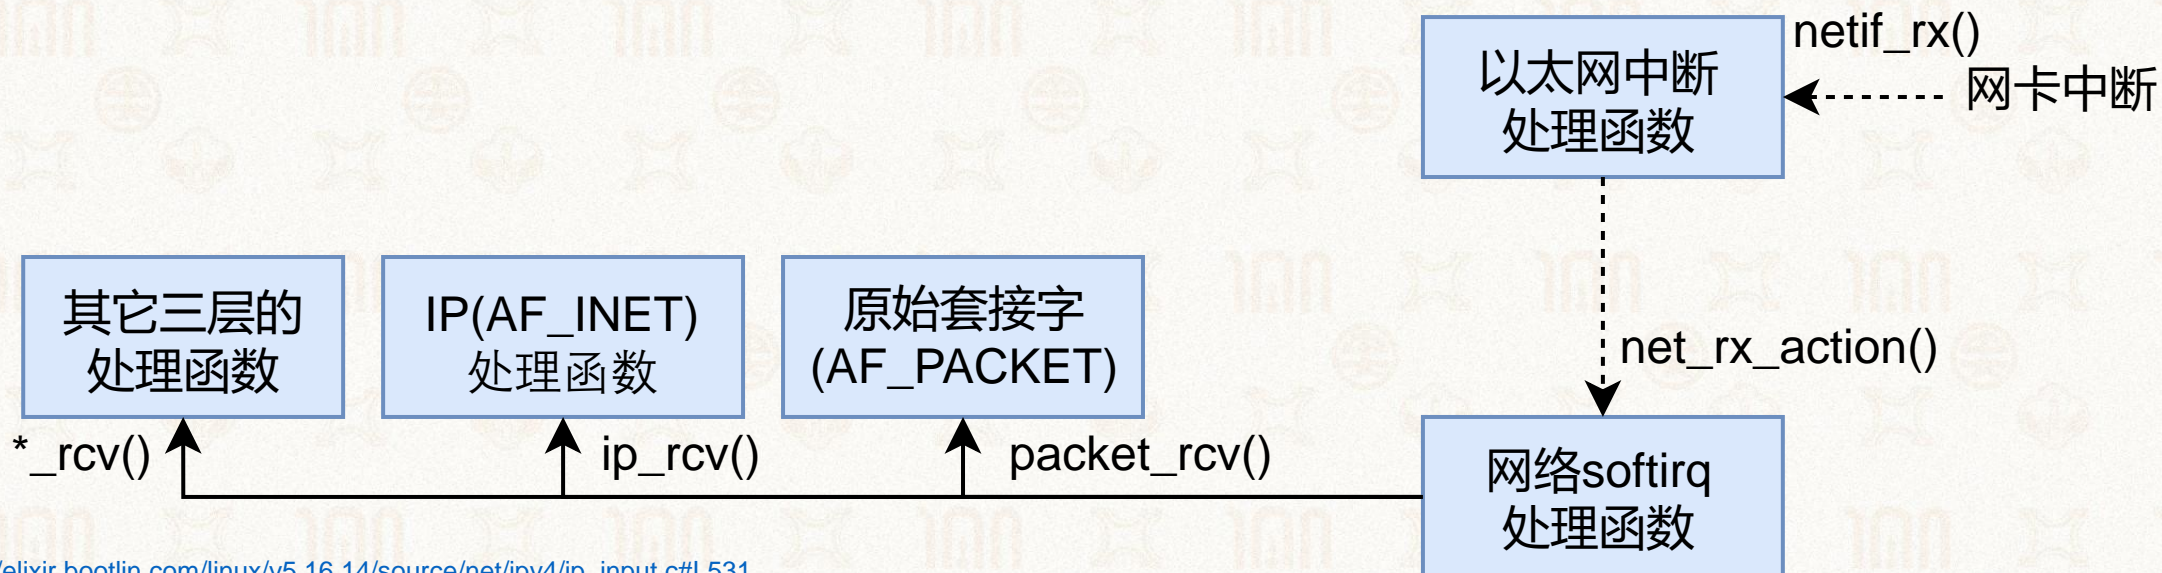 netif_rx()
以太网中断
处理函数
网卡中断
其它三层的
处理函数
IP(AF_INET)
处理函数
原始套接字
(AF_PACKET)
net_rx_action()
*_rcv()
ip_rcv()
packet_rcv()
网络softirq
处理函数
/elixir.bootlin.com/linux/v5.16.14/source/net/ipv4/ip_input.c#L531